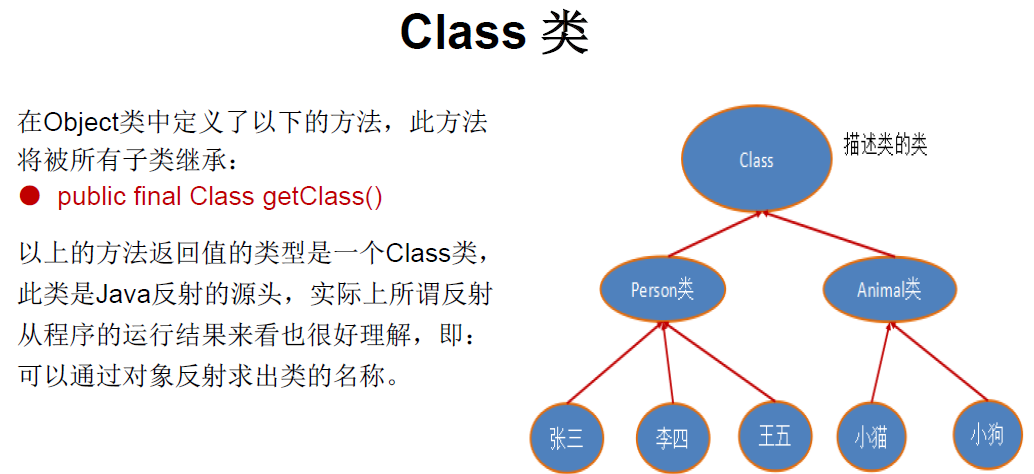 Class 类
在Object类中定义了以下的方法，此方法
将被所有子类继承：
● public final Class getClass()
以上的方法返回值的类型是一个Class类，
此类是Java反射的源头，实际上所谓反射
从程序的运行结果来看也很好理解，即：
可以通过对象反射求出类的名称。
Class
描述类的类
Person类
Animal类
张三
李四
王五
小猫
小狗